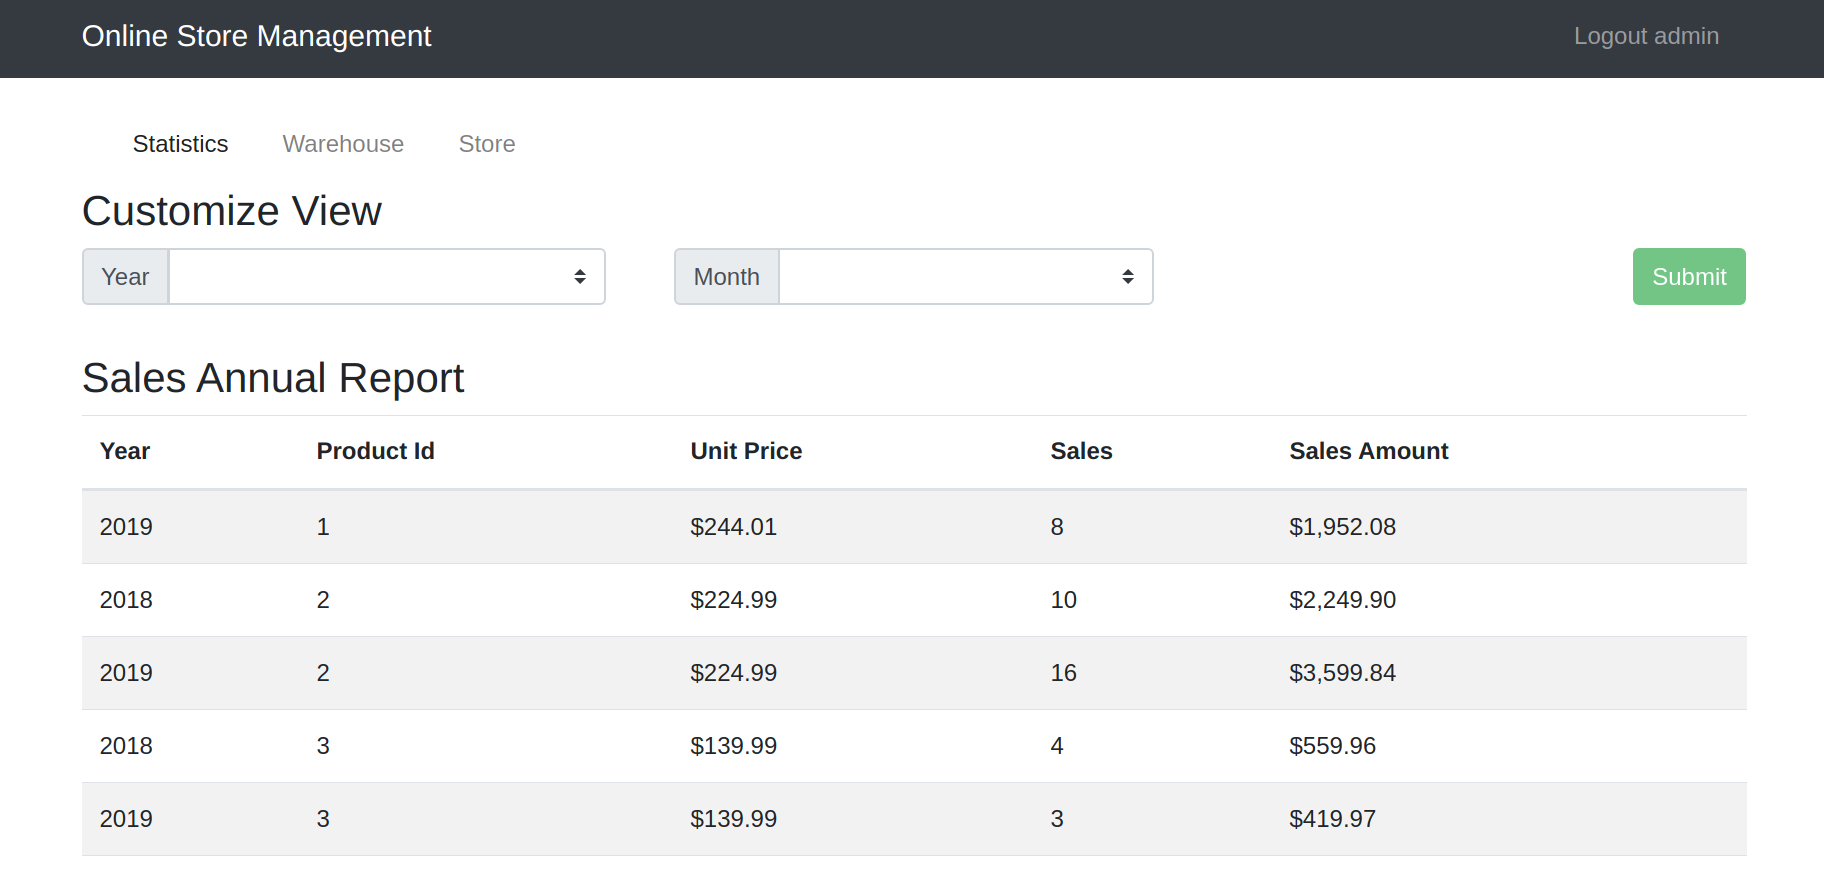 Online Store Management Logout admin
Statistics Warehouse Store
Customize View
Year Month Submit
Sales Annual Report
Year Product Id Unit Price Sales Sales Amount
2019 1 $244.01 8 $1,952.08
2018 2 $224.99 10 $2,249.90
2019 2 $224.99 16 $3,599.84
2018 3 $139.99 4 $559.96
2019 3 $139.99 3 $419.97